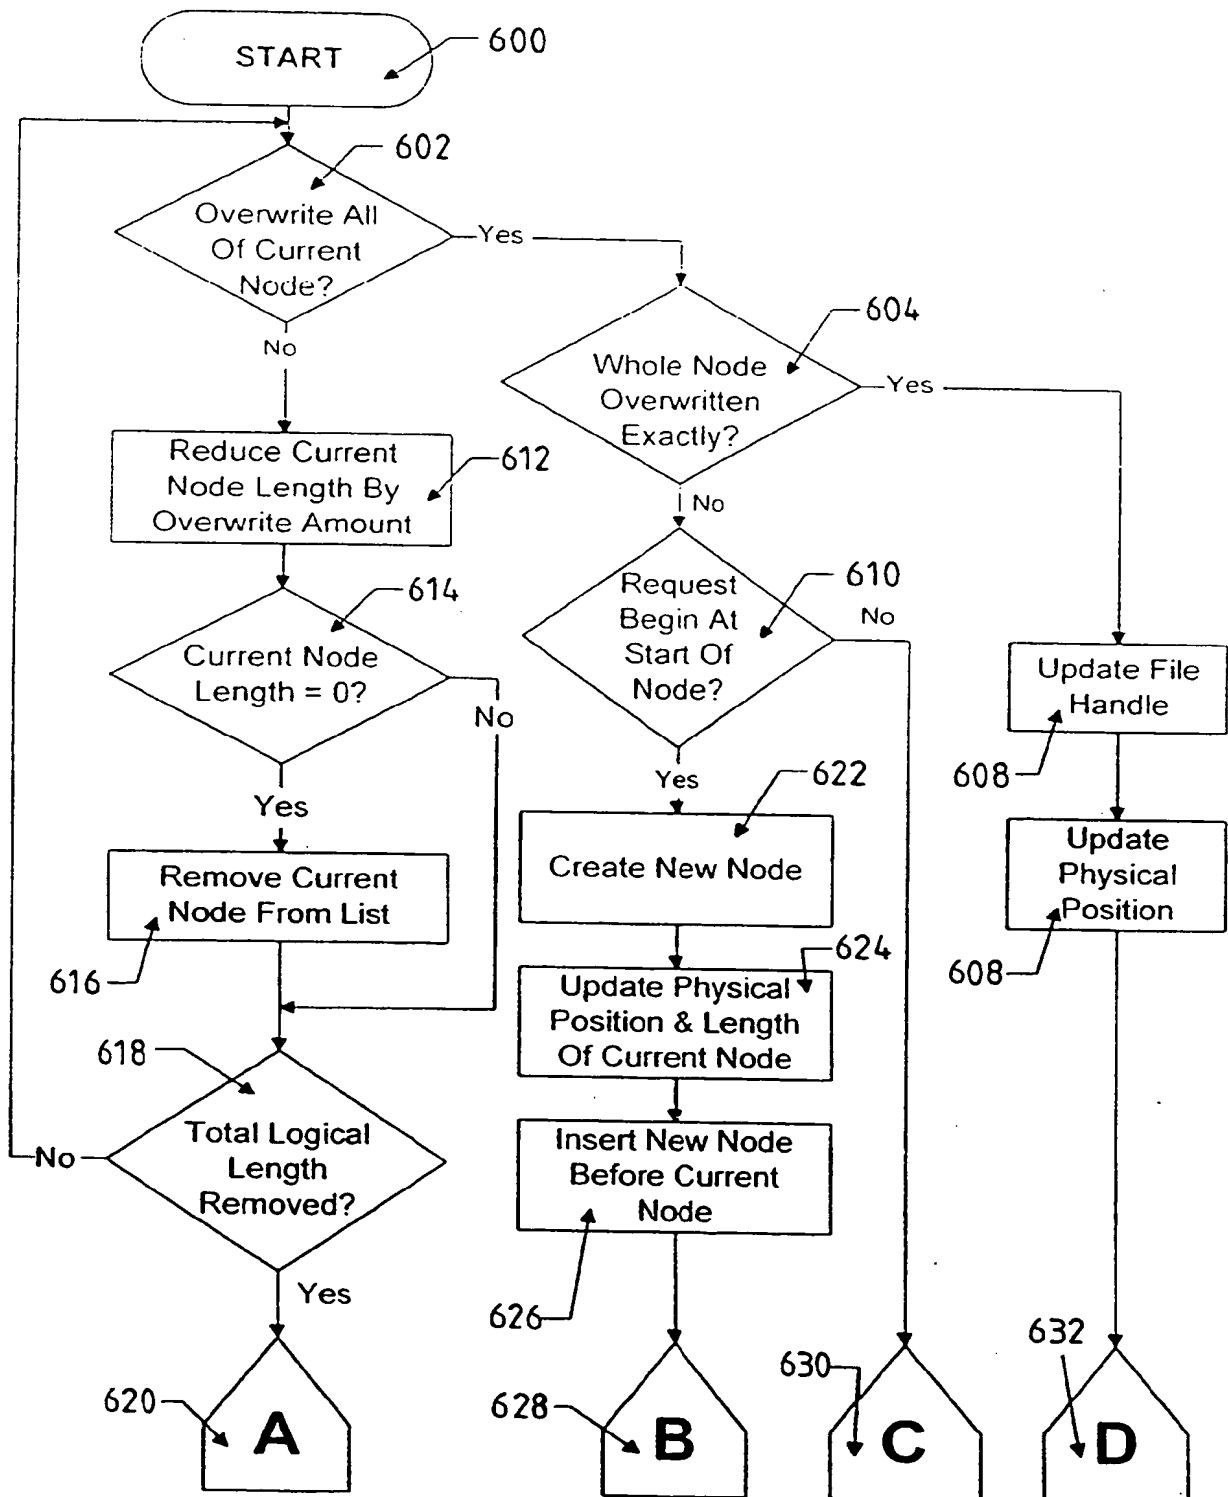 START
600
602
Overwrite All
Of Current
Node?
Yes
No
604
Whole Node
Overwritten
Exactly?
Yes
No
Reduce Current
Node Length By
Overwrite Amount
612
614
Current Node
Length = 0?
No
Yes
610
Request
Begin At
Start Of
Node?
No
Yes
Update File
Handle
608
Update
Physical
Position
608
Remove Current
Node From List
616
622
Create New Node
624
Update Physical
Position & Length
Of Current Node
Insert New Node
Before Current
Node
626
618
Total Logical
Length
Removed?
No
Yes
620
A
628
B
630
C
632
D